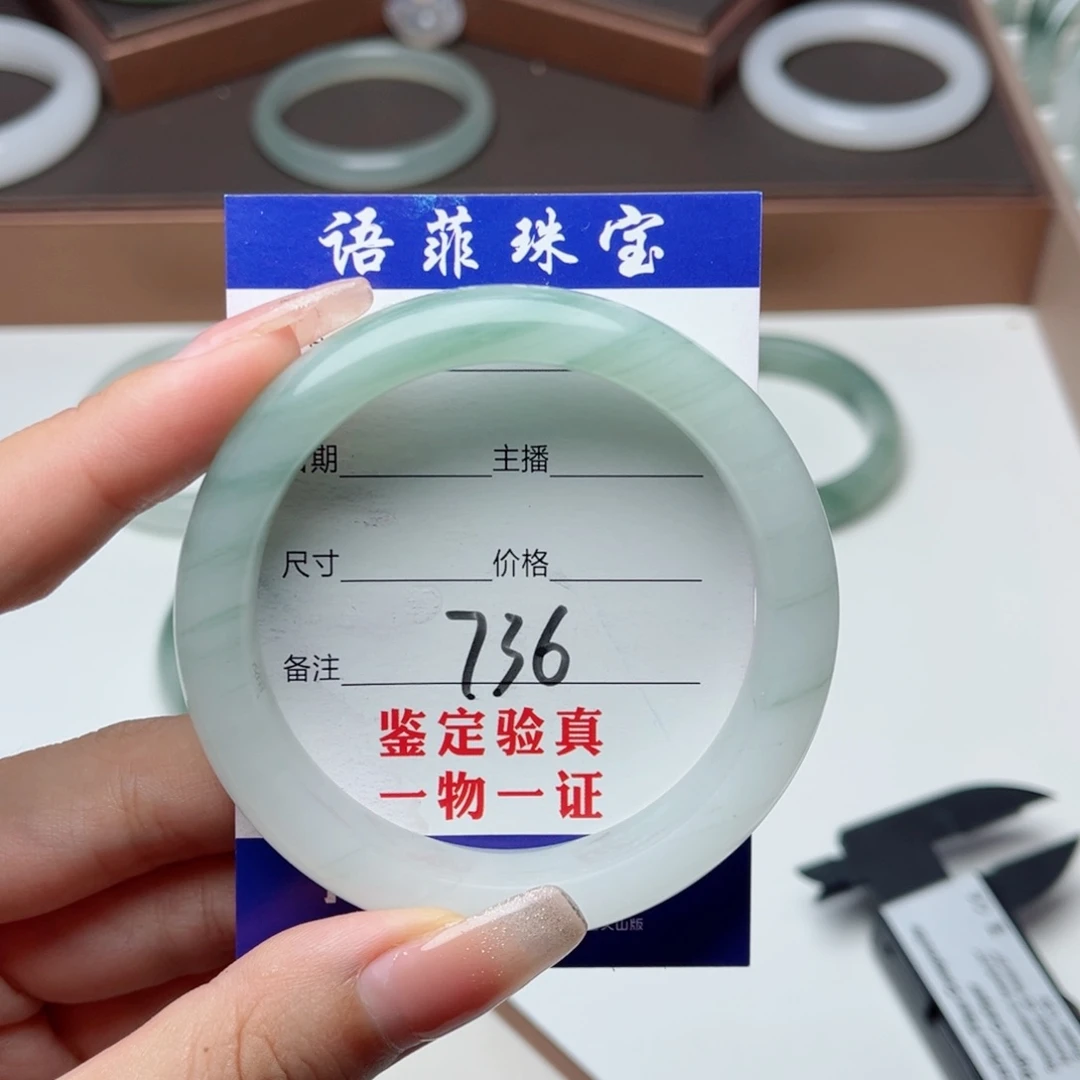 语菲珠宝
期 主播
尺寸 价格
备注 736
鉴定验真
一物一证